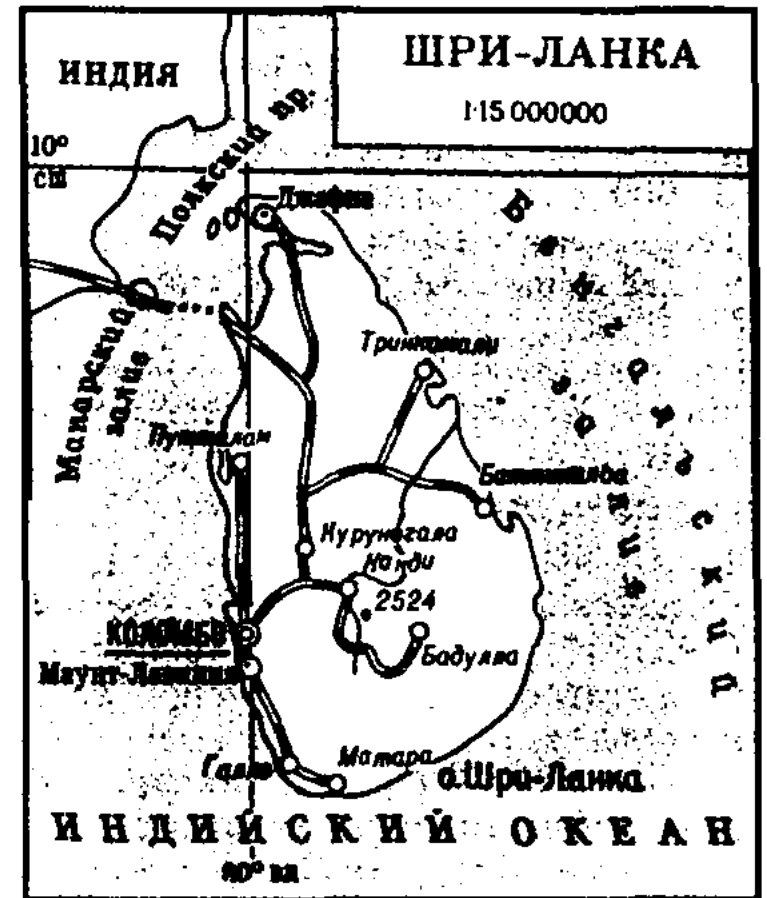 ИНДИЯ
ШРИ-ЛАНКА
1:15 000000
10°
сш
Полкский пр.
Джафна
Манарский
залив
Тринкомали
Бенгальский
Путталам
Баттикалоа
Курунегала
Канди
2524
КОЛОМБО
Бадулла
Маунт-Лавиния
Галле
Матара
о.Шри-Ланка
ИНДИЙСКИЙ ОКЕАН
80° вд